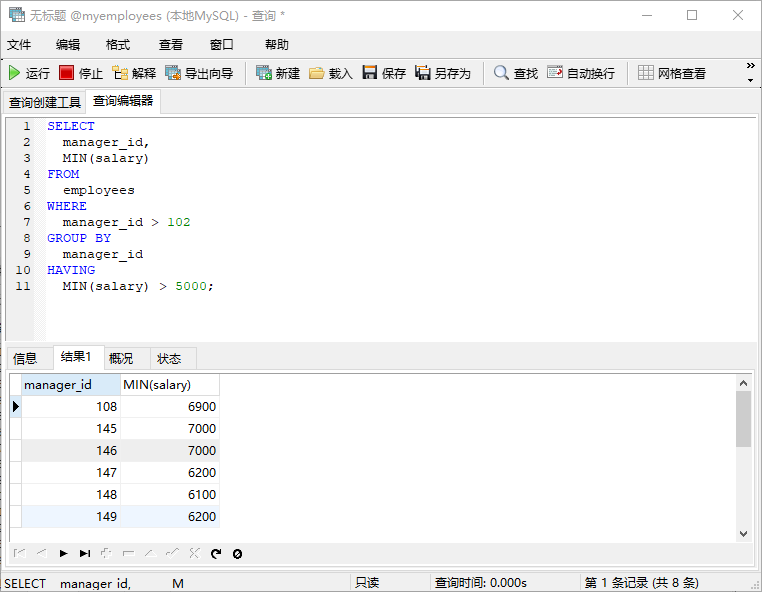 无标题 @myemployees (本地MySQL) - 查询 *
文件 编辑 格式 查看 窗口 帮助
运行 停止 解释 导出向导 新建 载入 保存 另存为 查找 自动换行 网格查看
查询创建工具 查询编辑器
1 SELECT
2 manager_id,
3 MIN(salary)
4 FROM
5 employees
6 WHERE
7 manager_id > 102
8 GROUP BY
9 manager_id
10 HAVING
11 MIN(salary) > 5000;
信息 结果1 概况 状态
manager_id MIN(salary)
108 6900
145 7000
146 7000
147 6200
148 6100
149 6200
SELECT manager_id, M 只读 查询时间: 0.000s 第 1 条记录 (共 8 条)